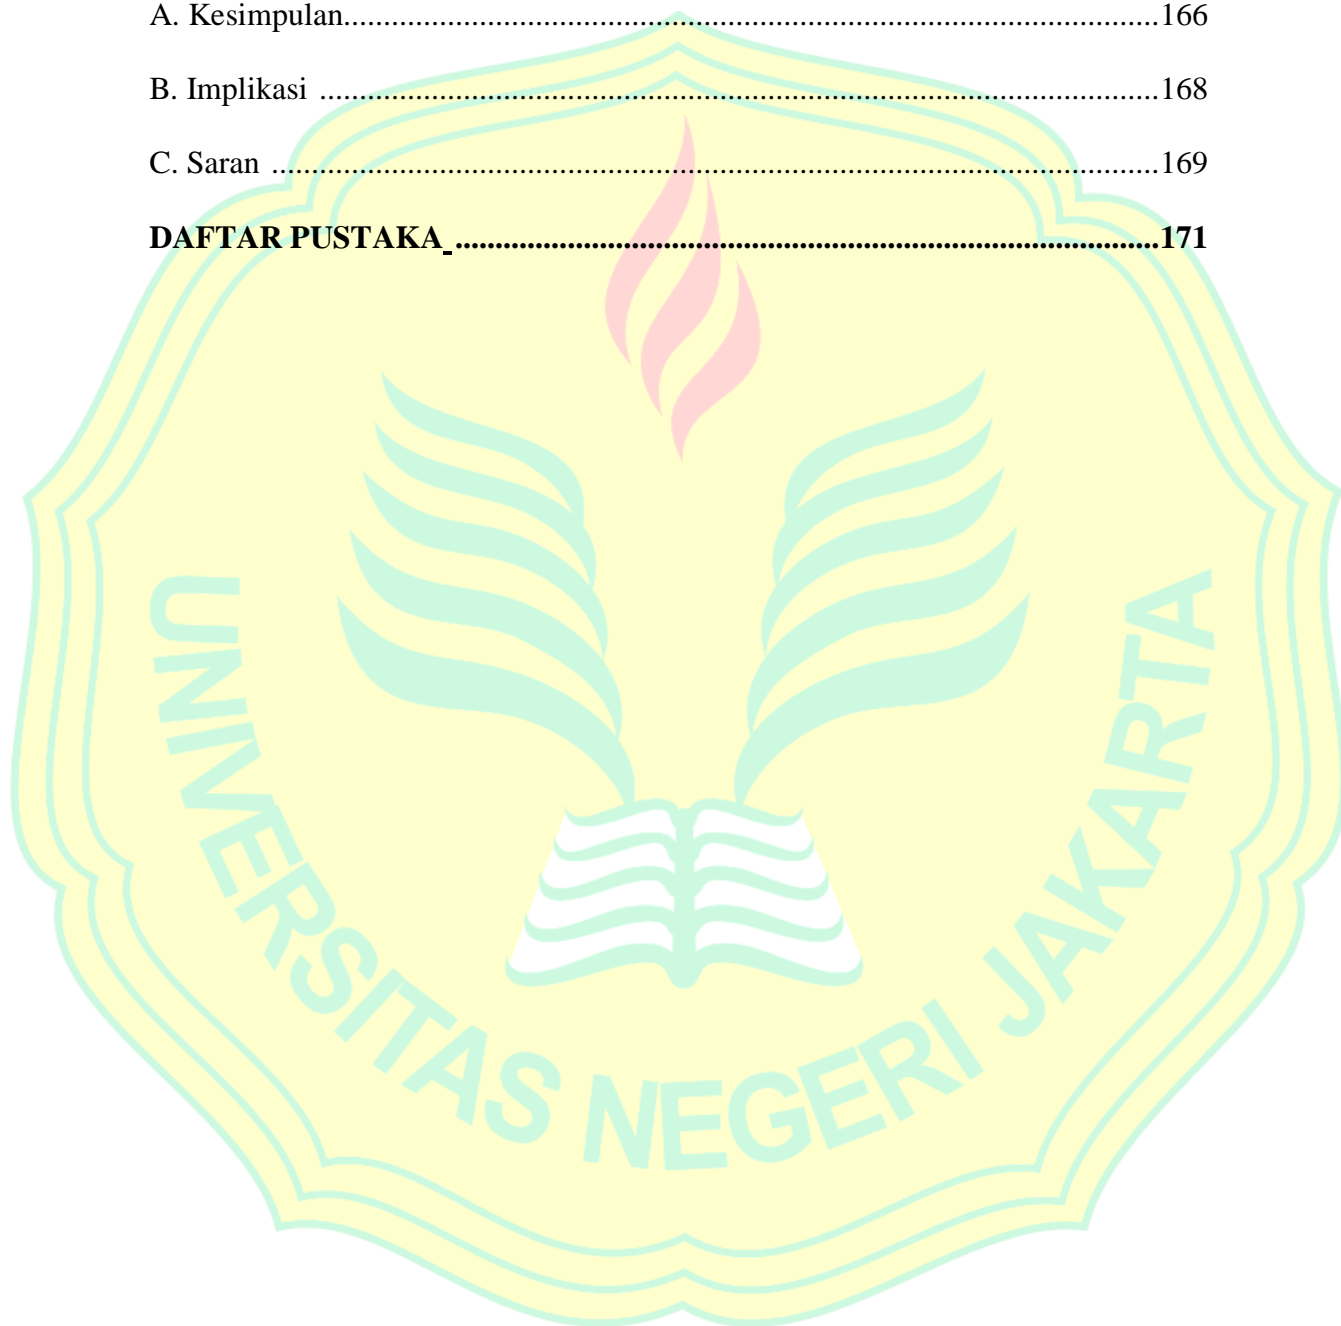 A. Kesimpulan.......................................................................................................166
B. Implikasi ..........................................................................................................168
C. Saran ................................................................................................................169
DAFTAR PUSTAKA ..........................................................................................171
UNIVERSITAS NEGERI JAKARTA